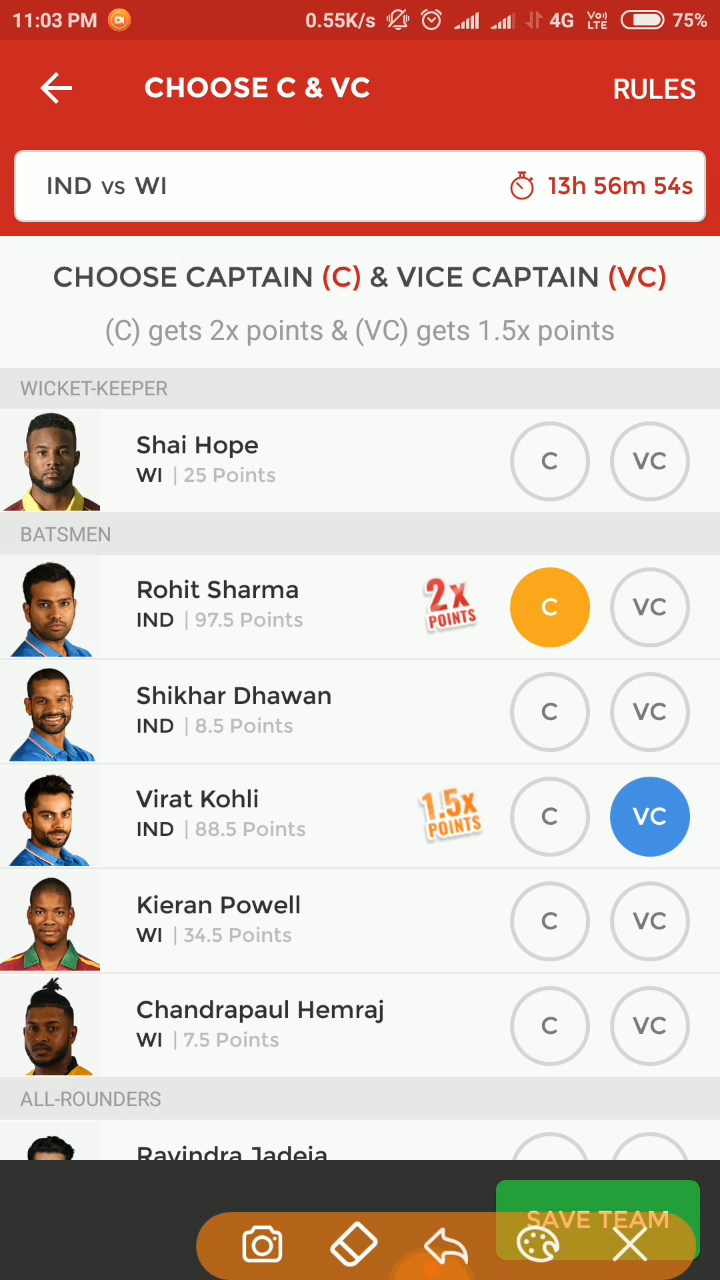 11:03 PM 0.55K/s 4G VoLTE 75%
CHOOSE C & VC RULES
IND vs WI 13h 56m 54s
CHOOSE CAPTAIN (C) & VICE CAPTAIN (VC)
(C) gets 2x points & (VC) gets 1.5x points
WICKET-KEEPER
Shai Hope
WI | 25 Points
C VC
BATSMEN
Rohit Sharma
IND | 97.5 Points
2X
POINTS
C VC
Shikhar Dhawan
IND | 8.5 Points
C VC
Virat Kohli
IND | 88.5 Points
1.5X
POINTS
C VC
Kieran Powell
WI | 34.5 Points
C VC
Chandrapaul Hemraj
WI | 7.5 Points
C VC
ALL-ROUNDERS
Ravindra Jadeja
SAVE TEAM